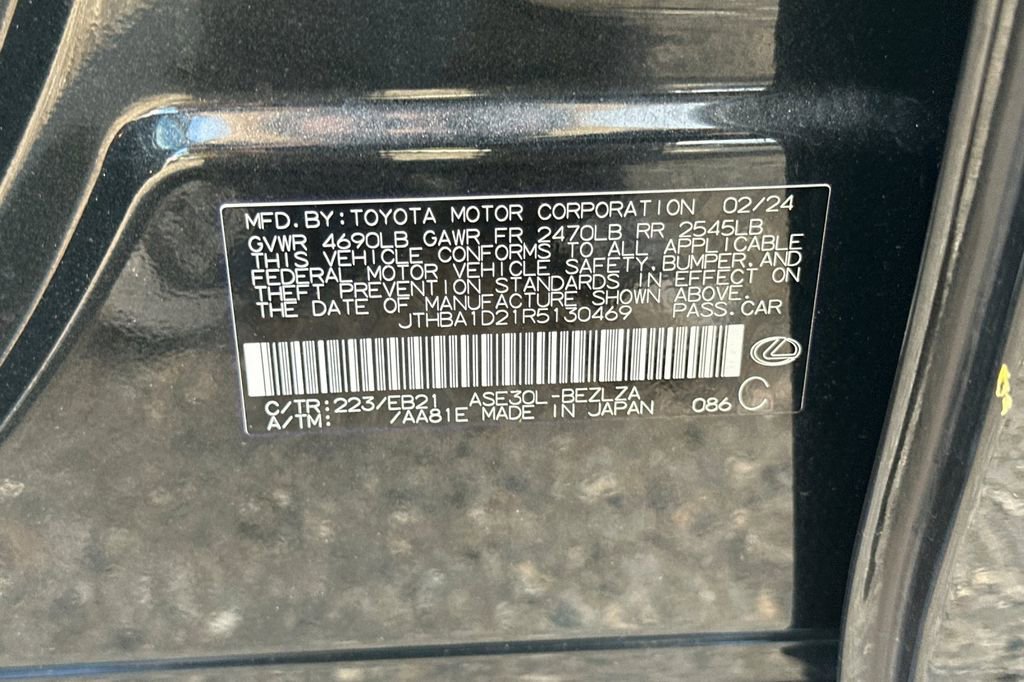 MFD. BY: TOYOTA MOTOR CORPORATION 02/24
GVWR 4690LB GAWR FR 2470LB RR 2545LB
THIS VEHICLE CONFORMS TO ALL APPLICABLE
FEDERAL MOTOR VEHICLE SAFETY, BUMPER, AND
THEFT PREVENTION STANDARDS IN EFFECT ON
THE DATE OF MANUFACTURE SHOWN ABOVE.
JTHBA1D21R5130469 PASS. CAR
C/TR: 223/EB21 ASE30L-BEZLZA
A/TM: /AA81E MADE IN JAPAN 086 C